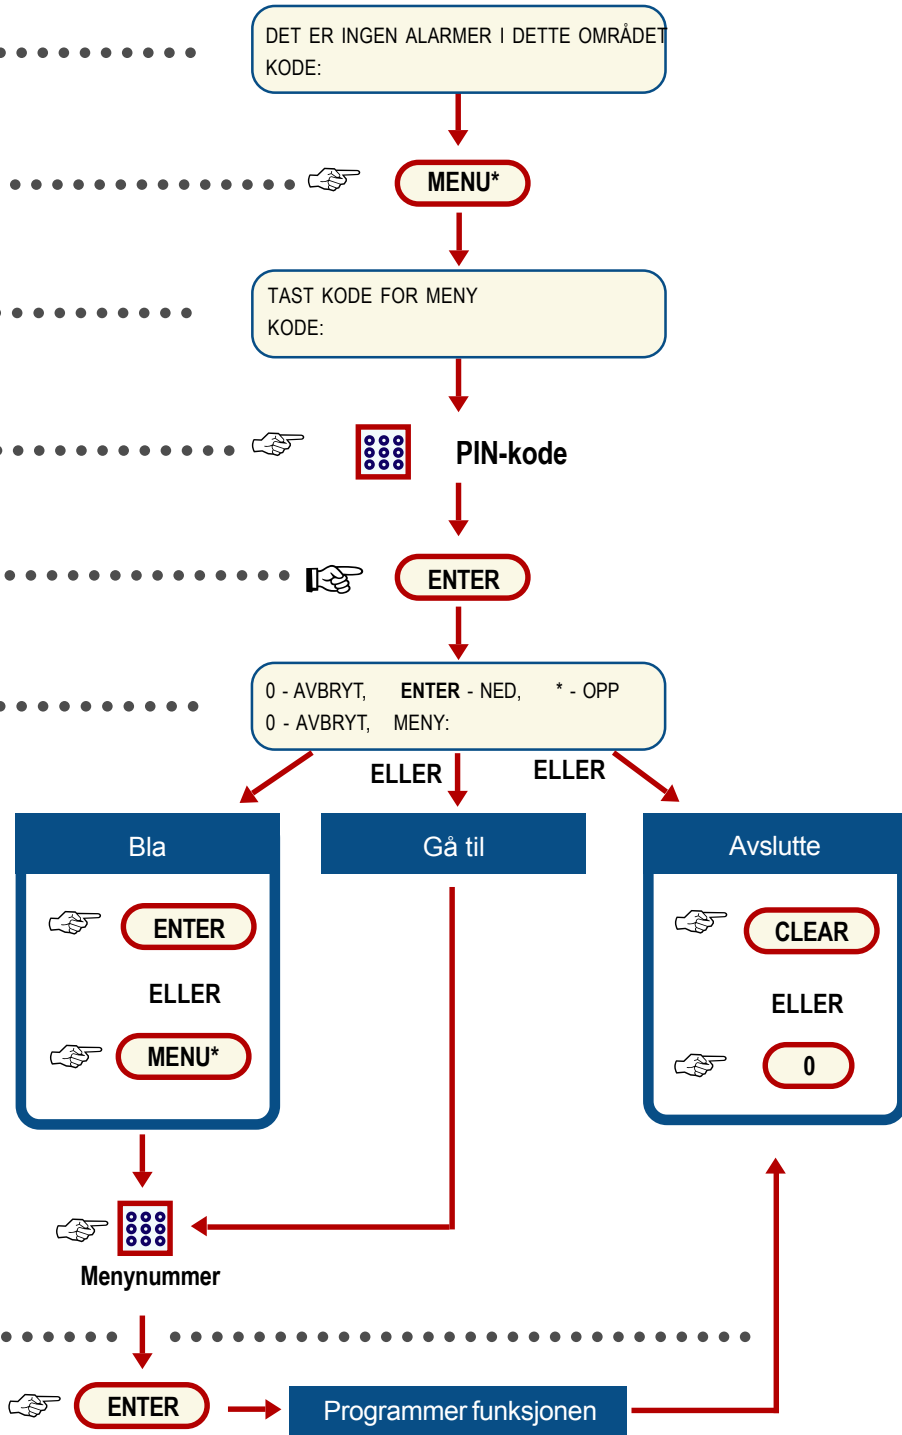 DET ER INGEN ALARMER I DETTE OMRÅDET
KODE:
MENU*
TAST KODE FOR MENY
KODE:
PIN-kode
ENTER
0 - AVBRYT, ENTER - NED, * - OPP
0 - AVBRYT, MENY:
ELLER ELLER
Bla
Gå til
Avslutte
ENTER
ELLER
MENU*
CLEAR
ELLER
0
Menynummer
ENTER
Programmer funksjonen